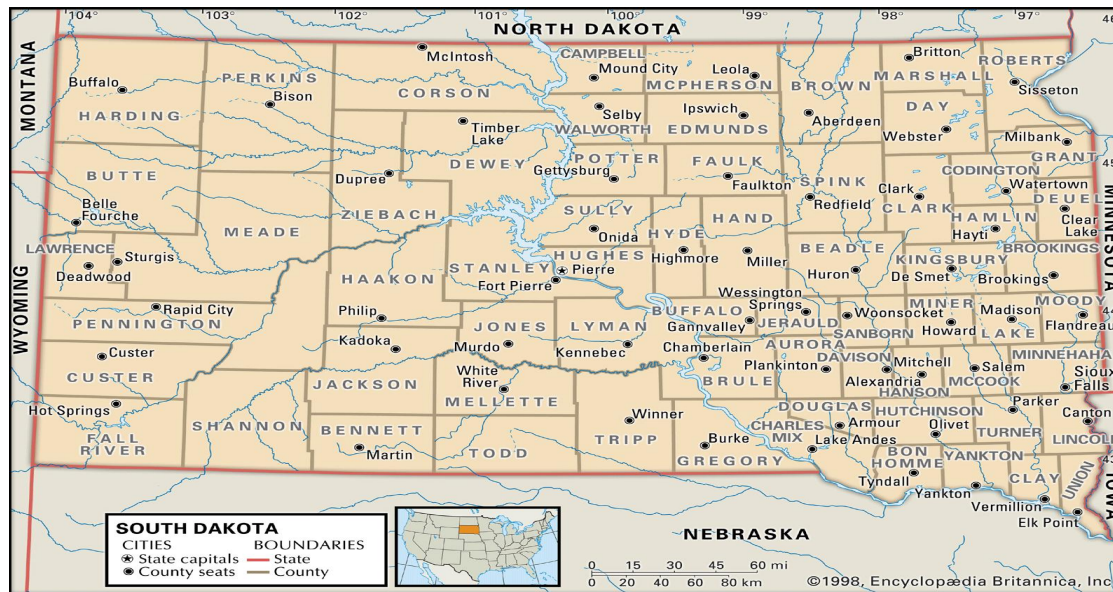 104° 103° 102° 101° 100° 99° 98° 97° 96
NORTH DAKOTA
MONTANA
WYOMING
MINNESOTA
IOWA
NEBRASKA
45
44
43
McIntosh
CAMPBELL
Mound City
Leola
MCPHERSON
Britton
MARSHALL
ROBERTS
Sisseton
Buffalo
HARDING
PERKINS
Bison
CORSON
Timber
Lake
DEWEY
Selby
WALWORTH
Ipswich
EDMUNDS
BROWN
Aberdeen
DAY
Webster
Milbank
GRANT
BUTTE
Belle
Fourche
MEADE
Dupree
ZIEBACH
POTTER
Gettysburg
FAULK
Faulkton
SPINK
Redfield
Clark
CLARK
CODINGTON
Watertown
DEUEL
Clear
Lake
HAMLIN
Hayti
LAWRENCE
Deadwood
Sturgis
SULLY
Onida
HYDE
Highmore
HAND
Miller
BEADLE
Huron
KINGSBURY
De Smet
BROOKINGS
Brookings
HAAKON
Philip
STANLEY
Fort Pierre
HUGHES
Pierre
Rapid City
PENNINGTON
JONES
Murdo
LYMAN
Kennebec
BUFFALO
Gannvalley
Wessington
Springs
JERAULD
Woonsocket
SANBORN
MINER
Howard
Madison
LAKE
MOODY
Flandreau
Custer
CUSTER
Kadoka
JACKSON
White
River
MELLETTE
Chamberlain
BRULE
AURORA
Plankinton
DAVISON
Mitchell
Alexandria
HANSON
Salem
MCCOOK
MINNEHAHA
Sioux
Falls
Hot Springs
FALL
RIVER
SHANNON
BENNETT
Martin
TODD
Winner
TRIPP
Burke
GREGORY
CHARLES
MIX
Lake Andes
DOUGLAS
Armour
HUTCHINSON
Olivet
Parker
TURNER
Canton
LINCOLN
BON
HOMME
Tyndall
YANKTON
Yankton
CLAY
Vermillion
UNION
Elk Point
SOUTH DAKOTA
CITIES BOUNDARIES
State capitals State
County seats County
0 15 30 45 60 mi
0 20 40 60 80 km
©1998, Encyclopædia Britannica, Inc